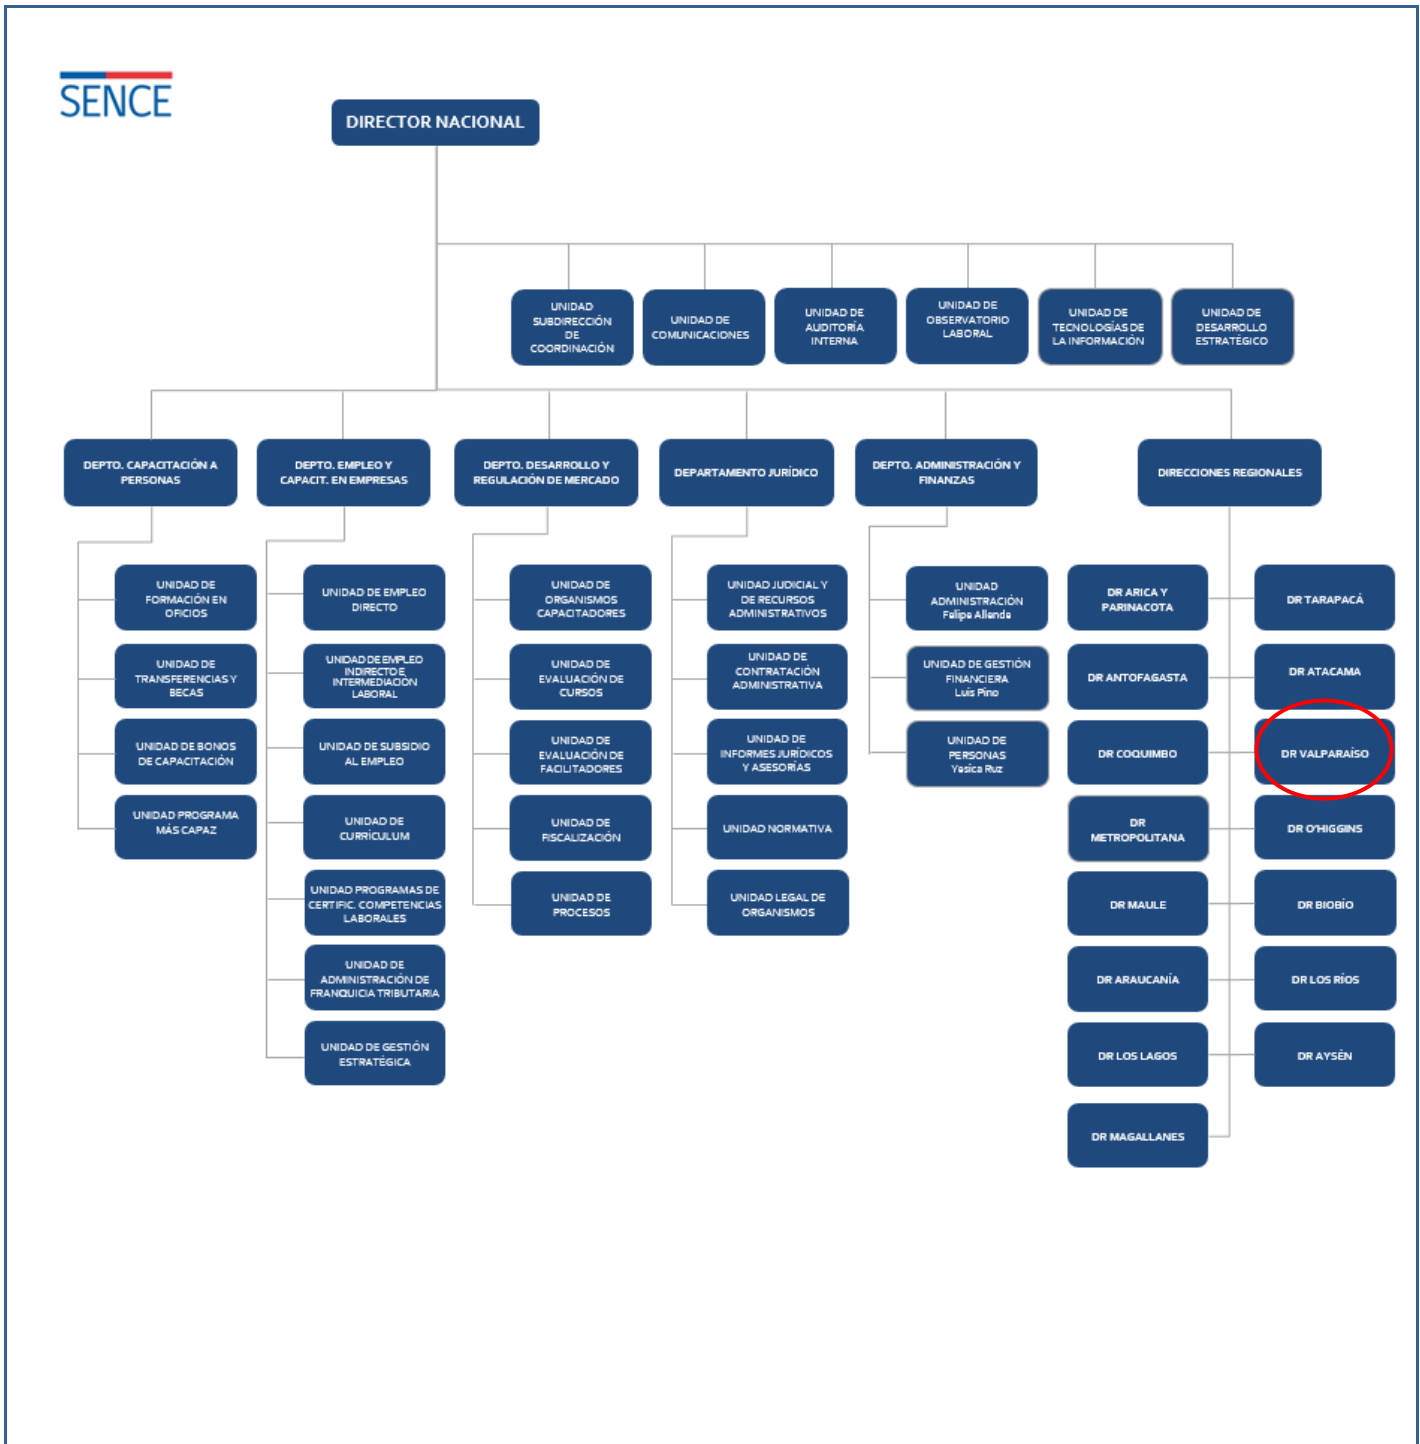 SENCE
DIRECTOR NACIONAL
UNIDAD
SUBDIRECCIÓN
DE
COORDINACIÓN
UNIDAD DE
COMUNICACIONES
UNIDAD DE
AUDITORÍA
INTERNA
UNIDAD DE
OBSERVATORIO
LABORAL
UNIDAD DE
TECNOLOGÍAS DE
LA INFORMACIÓN
UNIDAD DE
DESARROLLO
ESTRATÉGICO
DEPTO. CAPACITACIÓN A
PERSONAS
DEPTO. EMPLEO Y
CAPACIT. EN EMPRESAS
DEPTO. DESARROLLO Y
REGULACIÓN DE MERCADO
DEPARTAMENTO JURÍDICO
DEPTO. ADMINISTRACIÓN Y
FINANZAS
DIRECCIONES REGIONALES
UNIDAD DE
FORMACIÓN EN
OFICIOS
UNIDAD DE
TRANSFERENCIAS Y
BECAS
UNIDAD DE BONOS
DE CAPACITACIÓN
UNIDAD PROGRAMA
MÁS CAPAZ
UNIDAD DE EMPLEO
DIRECTO
UNIDAD DE EMPLEO
INDIRECTO E
INTERMEDIACIÓN
LABORAL
UNIDAD DE SUBSIDIO
AL EMPLEO
UNIDAD DE
CURRÍCULUM
UNIDAD PROGRAMAS DE
CERTIFIC. COMPETENCIAS
LABORALES
UNIDAD DE
ADMINISTRACIÓN DE
FRANQUICIA TRIBUTARIA
UNIDAD DE GESTIÓN
ESTRATÉGICA
UNIDAD DE
ORGANISMOS
CAPACITADORES
UNIDAD DE
EVALUACIÓN DE
CURSOS
UNIDAD DE
EVALUACIÓN DE
FACILITADORES
UNIDAD DE
FISCALIZACIÓN
UNIDAD DE
PROCESOS
UNIDAD JUDICIAL Y
DE RECURSOS
ADMINISTRATIVOS
UNIDAD DE
CONTRATACIÓN
ADMINISTRATIVA
UNIDAD DE
INFORMES JURÍDICOS
Y ASESORÍAS
UNIDAD NORMATIVA
UNIDAD LEGAL DE
ORGANISMOS
UNIDAD
ADMINISTRACIÓN
Felipe Allende
UNIDAD DE GESTIÓN
FINANCIERA
Luis Pino
UNIDAD DE
PERSONAS
Yesica Ruz
DR ARICA Y
PARINACOTA
DR TARAPACÁ
DR ANTOFAGASTA
DR ATACAMA
DR COQUIMBO
DR VALPARAÍSO
DR
METROPOLITANA
DR O'HIGGINS
DR MAULE
DR BIOBÍO
DR ARAUCANÍA
DR LOS RÍOS
DR LOS LAGOS
DR AYSÉN
DR MAGALLANES